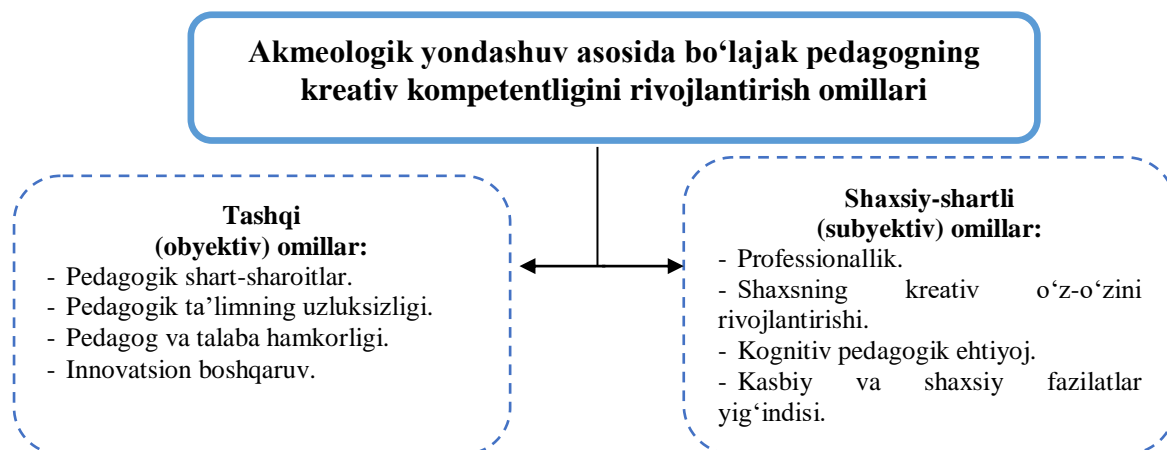 Akmeologik yondashuv asosida bo‘lajak pedagogning
kreativ kompetentligini rivojlantirish omillari
Tashqi
(obyektiv) omillar:
- Pedagogik shart-sharoitlar.
- Pedagogik ta’limning uzluksizligi.
- Pedagog va talaba hamkorligi.
- Innovatsion boshqaruv.
Shaxsiy-shartli
(subyektiv) omillar:
- Professionallik.
- Shaxsning kreativ o‘z-o‘zini
rivojlantirishi.
- Kognitiv pedagogik ehtiyoj.
- Kasbiy va shaxsiy fazilatlar
yig‘indisi.